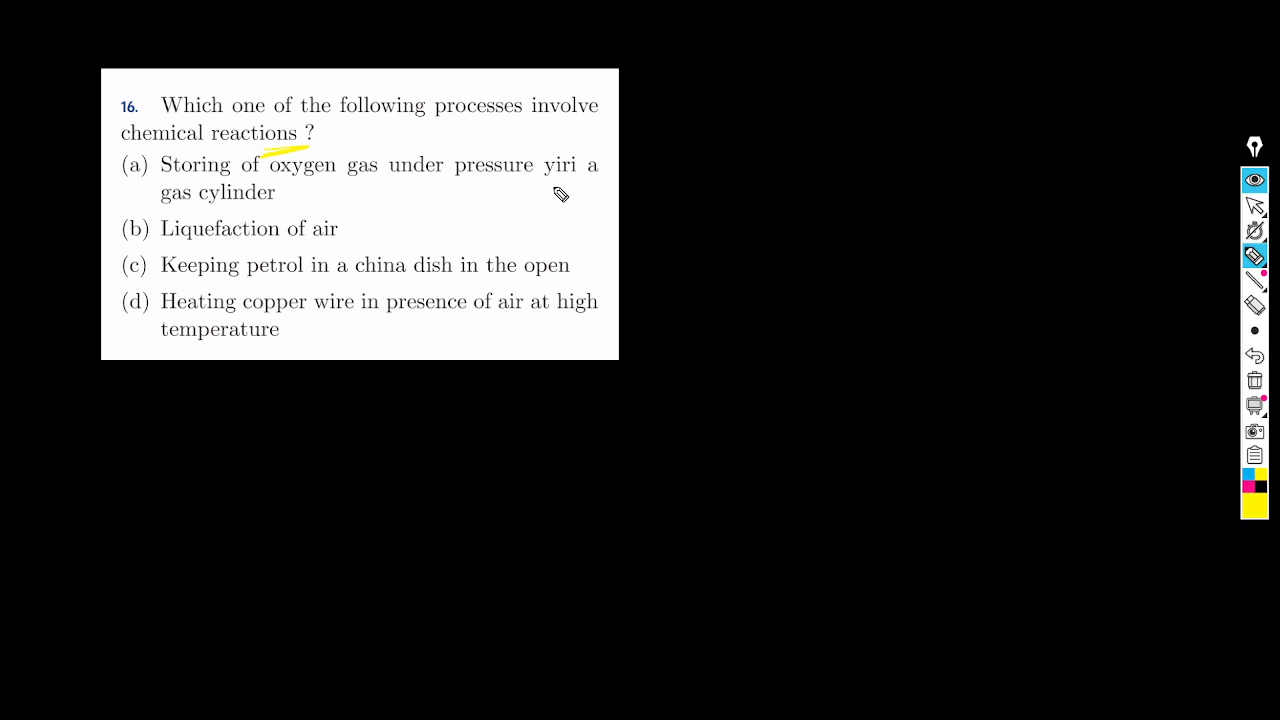 16. Which one of the following processes involve
chemical reactions ?
(a) Storing of oxygen gas under pressure yiri a
gas cylinder
(b) Liquefaction of air
(c) Keeping petrol in a china dish in the open
(d) Heating copper wire in presence of air at high
temperature